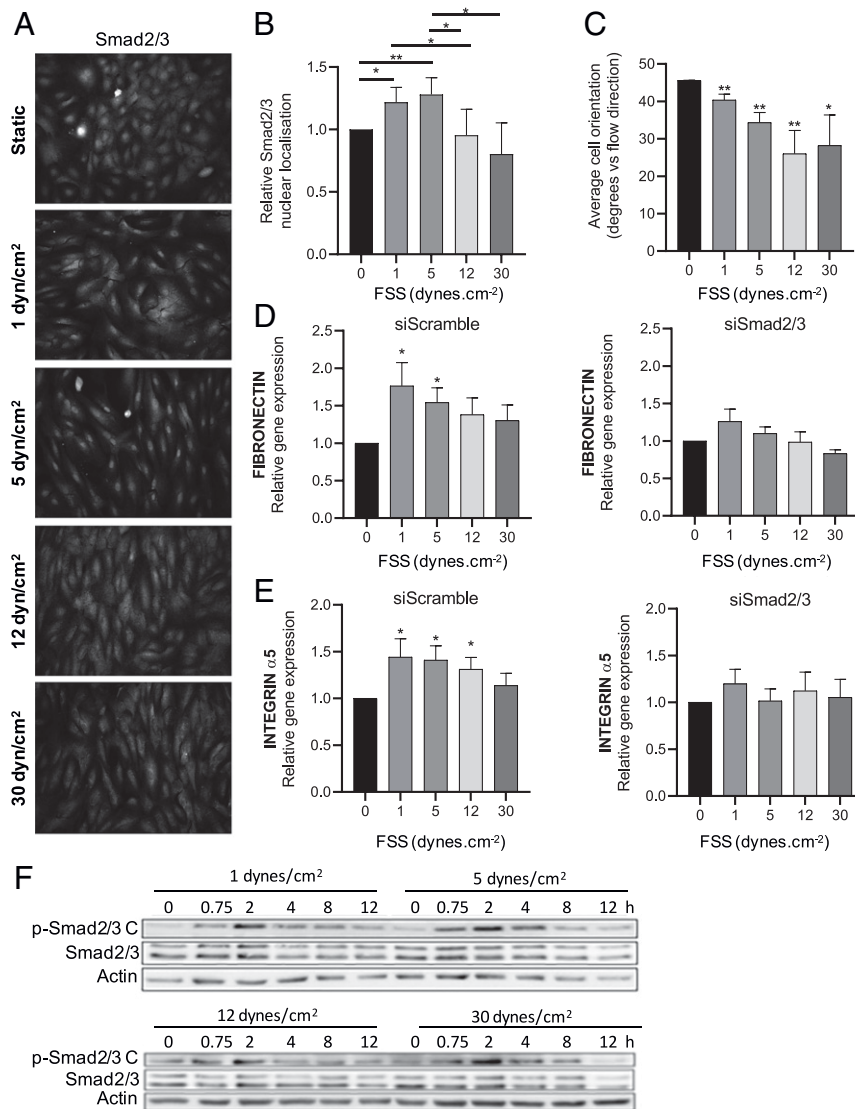 A
Smad2/3
Static
1 dyn/cm²
5 dyn/cm²
12 dyn/cm²
30 dyn/cm²
B
*
*
*
**
*
Relative Smad2/3
nuclear localisation
1.5
1.0
0.5
0.0
0 1 5 12 30
FSS (dynes.cm⁻²)
C
Average cell orientation
(degrees vs flow direction)
50
40
30
20
10
0
** ** ** *
0 1 5 12 30
FSS (dynes.cm⁻²)
D
siScramble
FIBRONECTIN
Relative gene expression
2.5
2.0
1.5
1.0
0.5
0.0
* *
0 1 5 12 30
FSS (dynes.cm⁻²)
siSmad2/3
FIBRONECTIN
Relative gene expression
2.5
2.0
1.5
1.0
0.5
0.0
0 1 5 12 30
FSS (dynes.cm⁻²)
E
siScramble
INTEGRIN α5
Relative gene expression
2.0
1.5
1.0
0.5
0.0
* * *
0 1 5 12 30
FSS (dynes.cm⁻²)
siSmad2/3
INTEGRIN α5
Relative gene expression
2.0
1.5
1.0
0.5
0.0
0 1 5 12 30
FSS (dynes.cm⁻²)
F
1 dynes/cm² 5 dynes/cm²
0 0.75 2 4 8 12 0 0.75 2 4 8 12 h
p-Smad2/3 C
Smad2/3
Actin
12 dynes/cm² 30 dynes/cm²
0 0.75 2 4 8 12 0 0.75 2 4 8 12 h
p-Smad2/3 C
Smad2/3
Actin